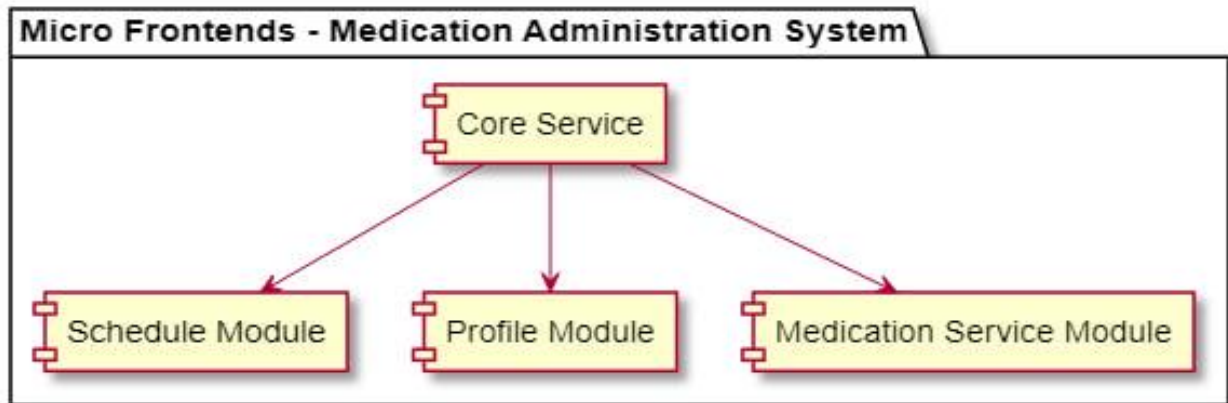 Micro Frontends - Medication Administration System
Core Service
Schedule Module
Profile Module
Medication Service Module